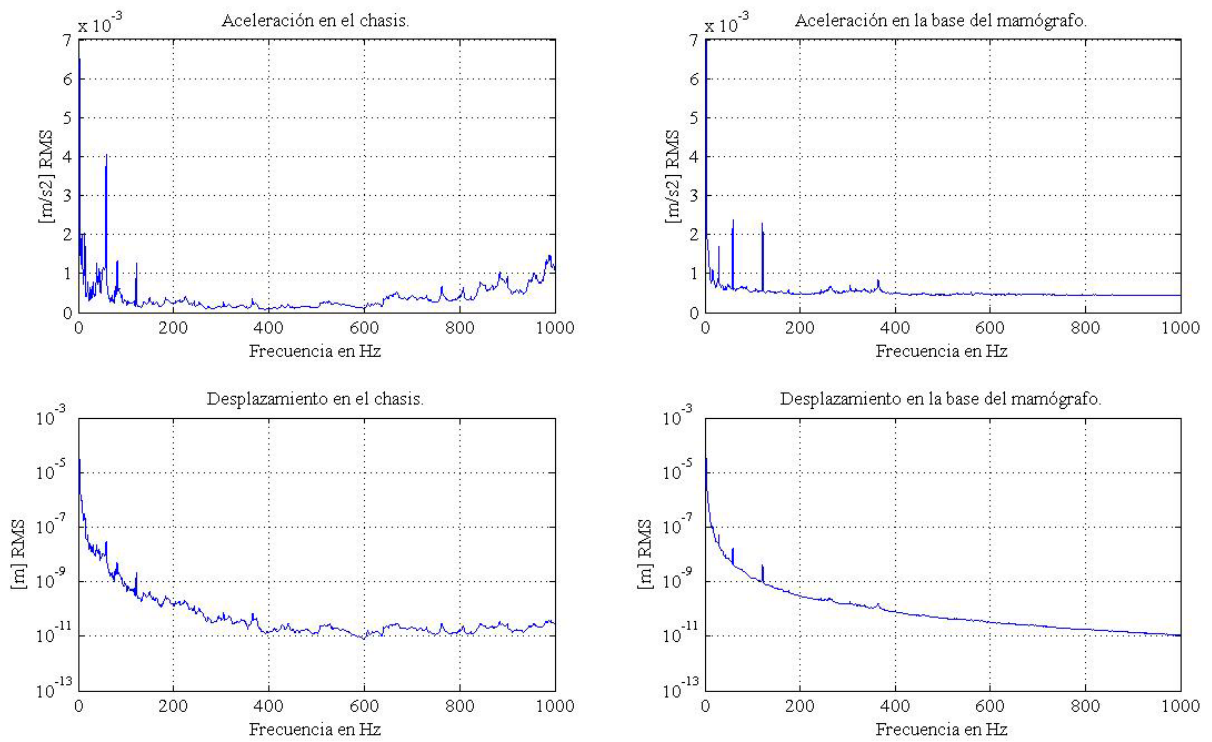 Aceleración en el chasis.
x 10^-3
7
6
5
4
3
2
1
0
[m/s2] RMS
0 200 400 600 800 1000
Frecuencia en Hz
Aceleración en la base del mamógrafo.
x 10^-3
7
6
5
4
3
2
1
0
[m/s2] RMS
0 200 400 600 800 1000
Frecuencia en Hz
Desplazamiento en el chasis.
10^-3
10^-5
10^-7
10^-9
10^-11
10^-13
[m] RMS
0 200 400 600 800 1000
Frecuencia en Hz
Desplazamiento en la base del mamógrafo.
10^-3
10^-5
10^-7
10^-9
10^-11
10^-13
[m] RMS
0 200 400 600 800 1000
Frecuencia en Hz